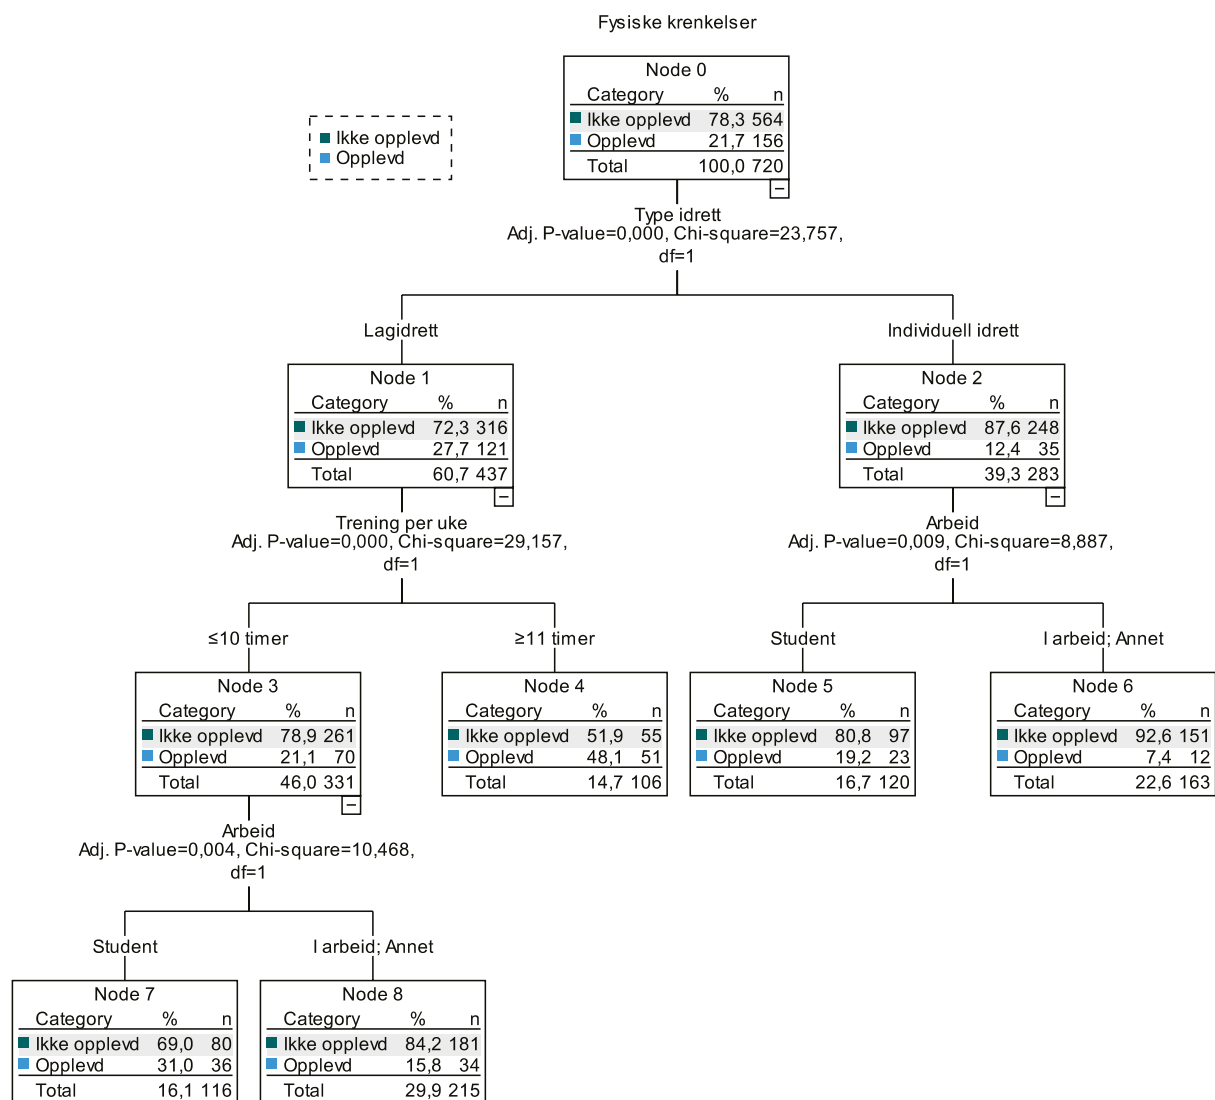 Fysiske krenkelser
Ikke opplevd
Opplevd
Node 0
Category % n
Ikke opplevd 78,3 564
Opplevd 21,7 156
Total 100,0 720
Type idrett
Adj. P-value=0,000, Chi-square=23,757,
df=1
Lagidrett
Individuell idrett
Node 1
Category % n
Ikke opplevd 72,3 316
Opplevd 27,7 121
Total 60,7 437
Node 2
Category % n
Ikke opplevd 87,6 248
Opplevd 12,4 35
Total 39,3 283
Trening per uke
Adj. P-value=0,000, Chi-square=29,157,
df=1
Arbeid
Adj. P-value=0,009, Chi-square=8,887,
df=1
≤10 timer
≥11 timer
Student
I arbeid; Annet
Node 3
Category % n
Ikke opplevd 78,9 261
Opplevd 21,1 70
Total 46,0 331
Node 4
Category % n
Ikke opplevd 51,9 55
Opplevd 48,1 51
Total 14,7 106
Node 5
Category % n
Ikke opplevd 80,8 97
Opplevd 19,2 23
Total 16,7 120
Node 6
Category % n
Ikke opplevd 92,6 151
Opplevd 7,4 12
Total 22,6 163
Arbeid
Adj. P-value=0,004, Chi-square=10,468,
df=1
Student
I arbeid; Annet
Node 7
Category % n
Ikke opplevd 69,0 80
Opplevd 31,0 36
Total 16,1 116
Node 8
Category % n
Ikke opplevd 84,2 181
Opplevd 15,8 34
Total 29,9 215